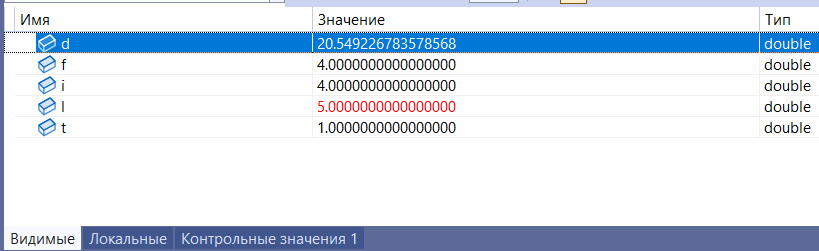 Имя Значение Тип
d 20.549226783578568 double
f 4.0000000000000000 double
i 4.0000000000000000 double
l 5.0000000000000000 double
t 1.0000000000000000 double
Видимые Локальные Контрольные значения 1